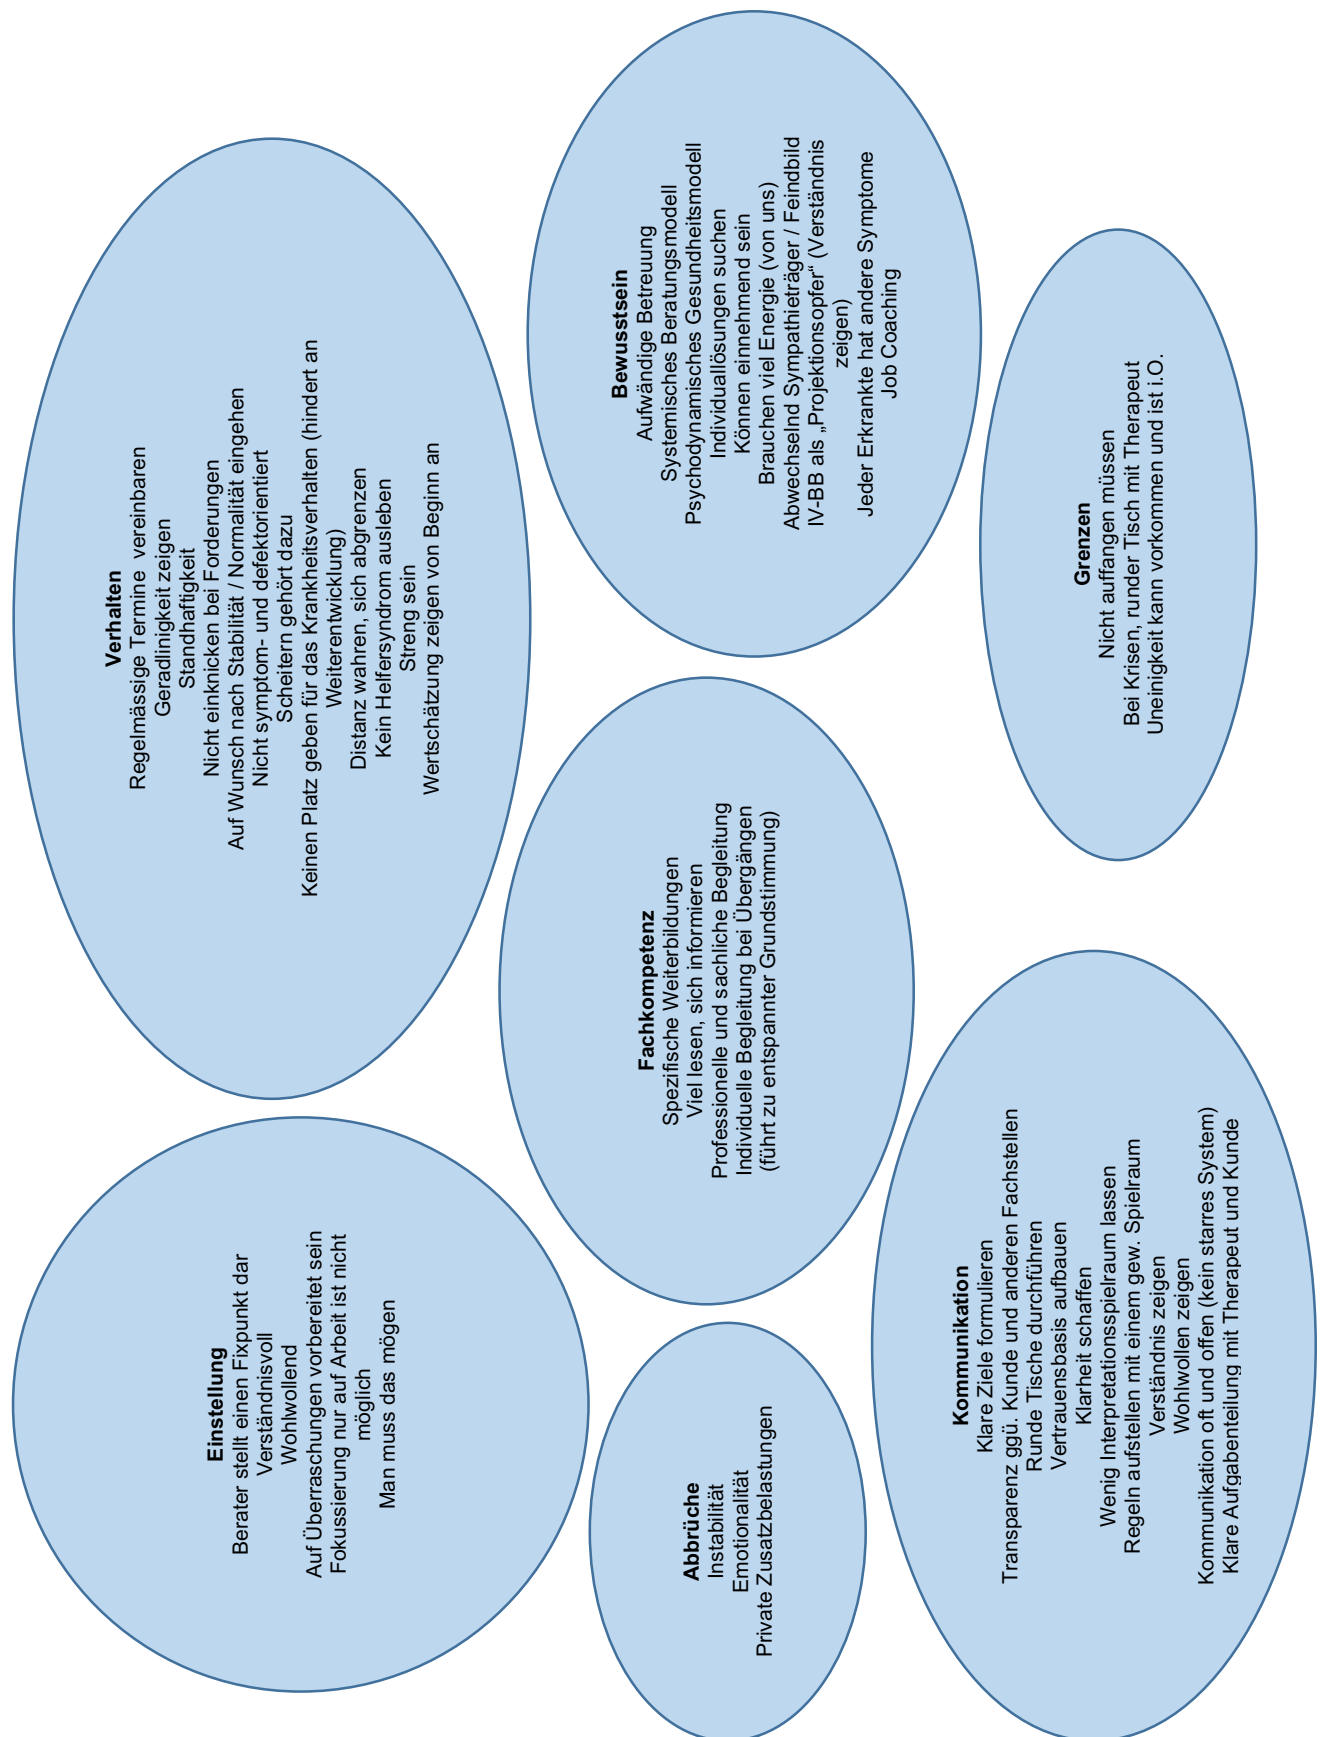 Einstellung
Berater stellt einen Fixpunkt dar
Verständnisvoll
Wohlwollend
Auf Überraschungen vorbereitet sein
Fokussierung nur auf Arbeit ist nicht
möglich
Man muss das mögen
Verhalten
Regelmässige Termine vereinbaren
Geradlinigkeit zeigen
Standhaftigkeit
Nicht einknicken bei Forderungen
Auf Wunsch nach Stabilität / Normalität eingehen
Nicht symptom- und defektorientiert
Scheitern gehört dazu
Keinen Platz geben für das Krankheitsverhalten (hindert an
Weiterentwicklung)
Distanz wahren, sich abgrenzen
Kein Helfersyndrom ausleben
Streng sein
Wertschätzung zeigen von Beginn an
Abbrüche
Instabilität
Emotionalität
Private Zusatzbelastungen
Fachkompetenz
Spezifische Weiterbildungen
Viel lesen, sich informieren
Professionelle und sachliche Begleitung
Individuelle Begleitung bei Übergängen
(führt zu entspannter Grundstimmung)
Bewusstsein
Aufwändige Betreuung
Systemisches Beratungsmodell
Psychodynamisches Gesundheitsmodell
Individuallösungen suchen
Können einnehmend sein
Brauchen viel Energie (von uns)
Abwechselnd Sympathieträger / Feindbild
IV-BB als „Projektionsopfer“ (Verständnis
zeigen)
Jeder Erkrankte hat andere Symptome
Job Coaching
Kommunikation
Klare Ziele formulieren
Transparenz ggü. Kunde und anderen Fachstellen
Runde Tische durchführen
Vertrauensbasis aufbauen
Klarheit schaffen
Wenig Interpretationsspielraum lassen
Regeln aufstellen mit einem gew. Spielraum
Verständnis zeigen
Wohlwollen zeigen
Kommunikation oft und offen (kein starres System)
Klare Aufgabenteilung mit Therapeut und Kunde
Grenzen
Nicht auffangen müssen
Bei Krisen, runder Tisch mit Therapeut
Uneinigkeit kann vorkommen und ist i.O.